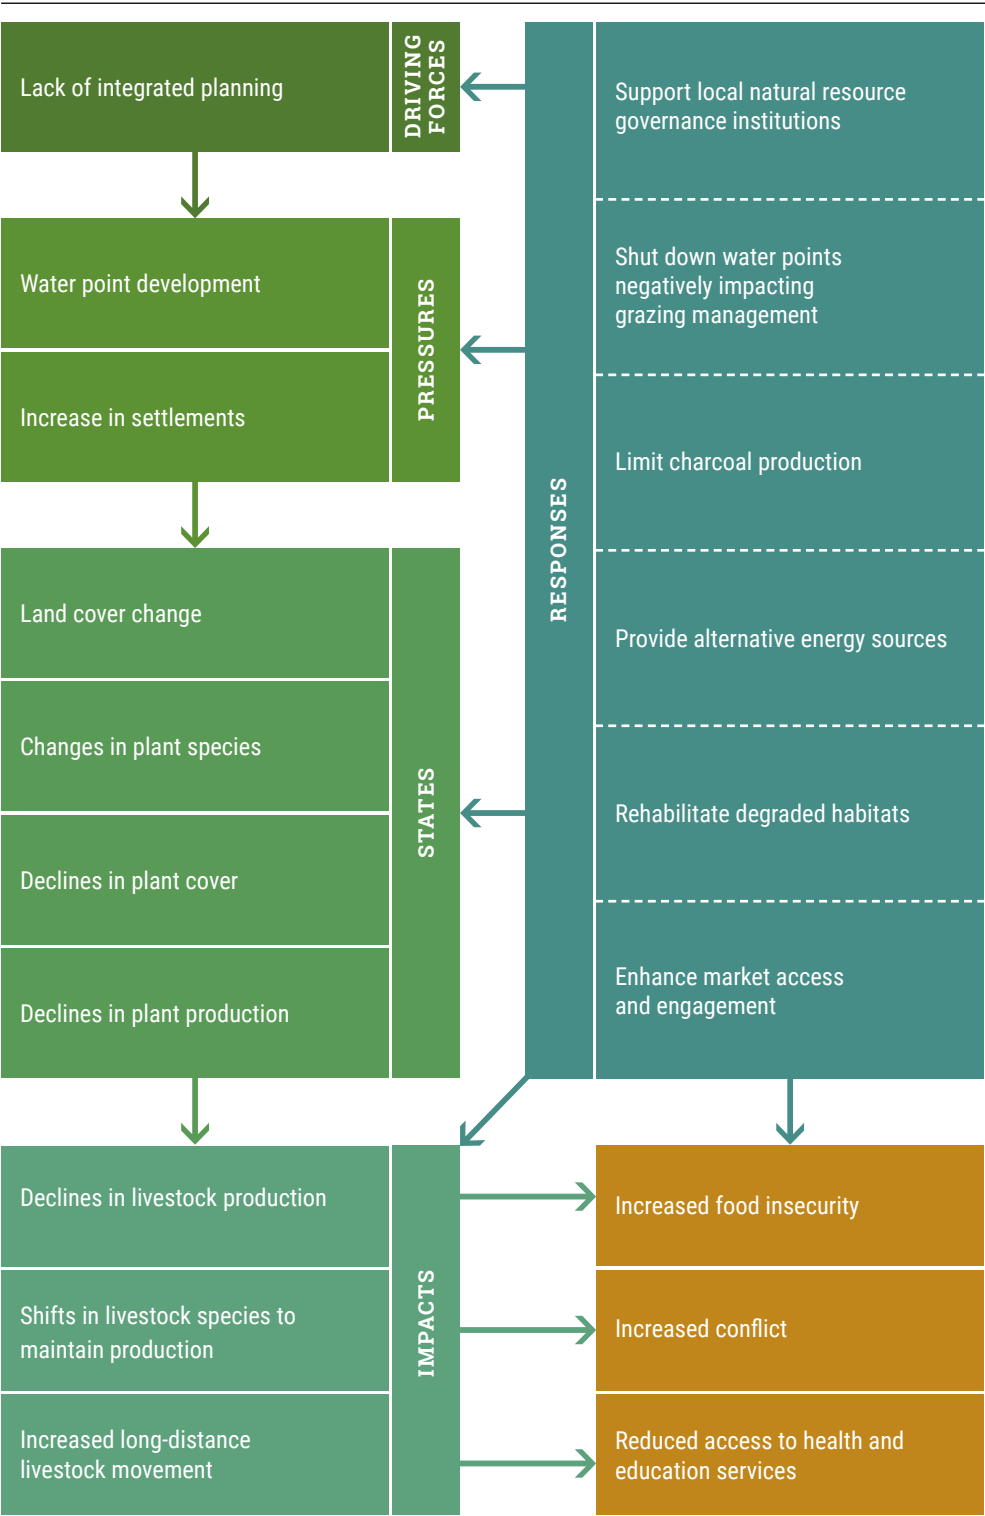 Lack of integrated planning
DRIVING
FORCES
Water point development
Increase in settlements
PRESSURES
Land cover change
Changes in plant species
Declines in plant cover
Declines in plant production
STATES
Declines in livestock production
Shifts in livestock species to
maintain production
Increased long-distance
livestock movement
IMPACTS
RESPONSES
Support local natural resource
governance institutions
Shut down water points
negatively impacting
grazing management
Limit charcoal production
Provide alternative energy sources
Rehabilitate degraded habitats
Enhance market access
and engagement
Increased food insecurity
Increased conflict
Reduced access to health and
education services